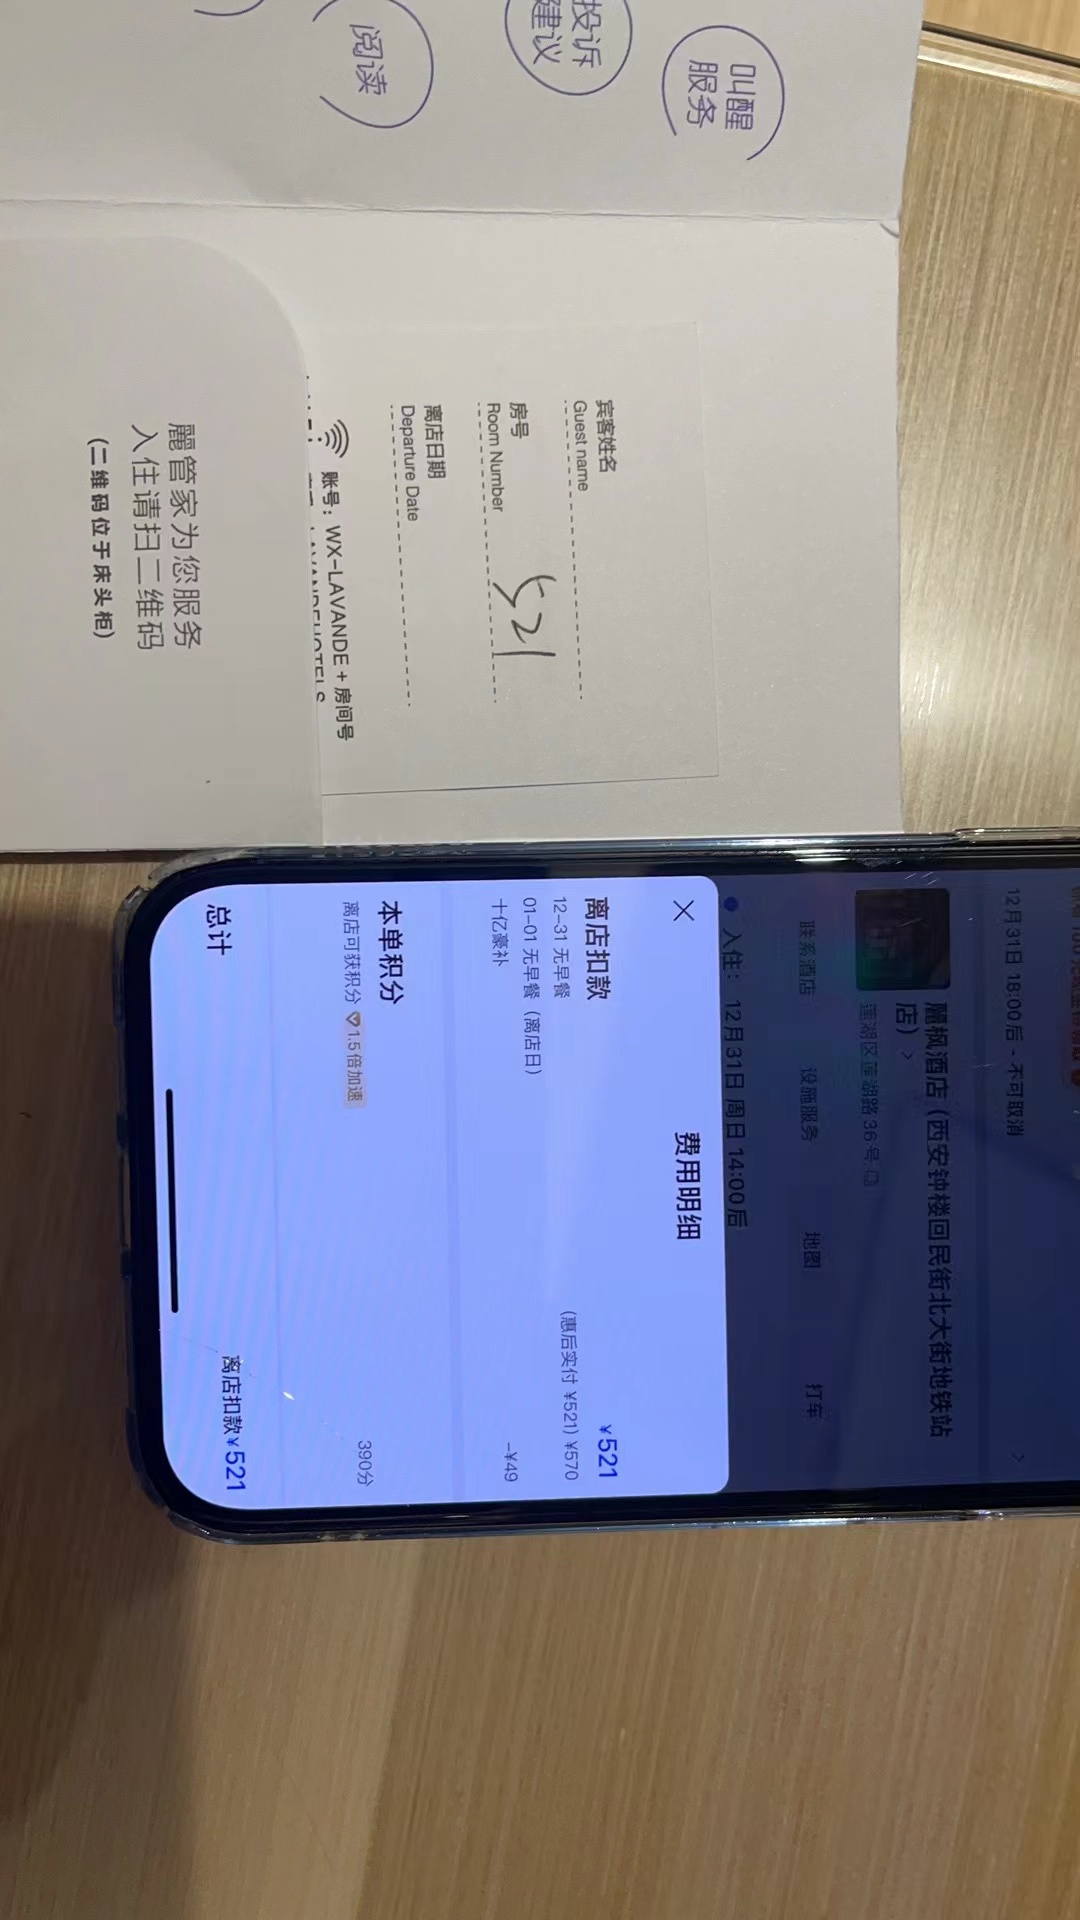 叫醒
服务
投诉
建议
阅读
宾客姓名
Guest name
房号
Room Number
521
离店日期
Departure Date
账号：WX-LAVANDE + 房间号
麗管家为您服务
入住请扫二维码
(二维码位于床头柜)
12月31日 18:00后 - 不可取消
麗枫酒店（西安钟楼回民街北大街地铁站
店）
莲湖区莲湖路36号
联系酒店 设施服务 地图 打车
入住： 12月31日 周日 14:00后
费用明细
离店扣款 ¥521
12-31 无早餐 (惠后实付 ¥521) ¥570
01-01 无早餐（离店日）
十亿豪补 -¥49
本单积分
离店可获积分 1.5倍加速 390分
总计 离店扣款 ¥521